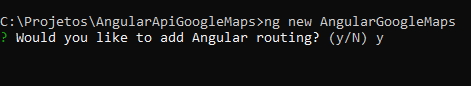 C:\Projetos\AngularApiGoogleMaps>ng new AngularGoogleMaps
? Would you like to add Angular routing? (y/N) y